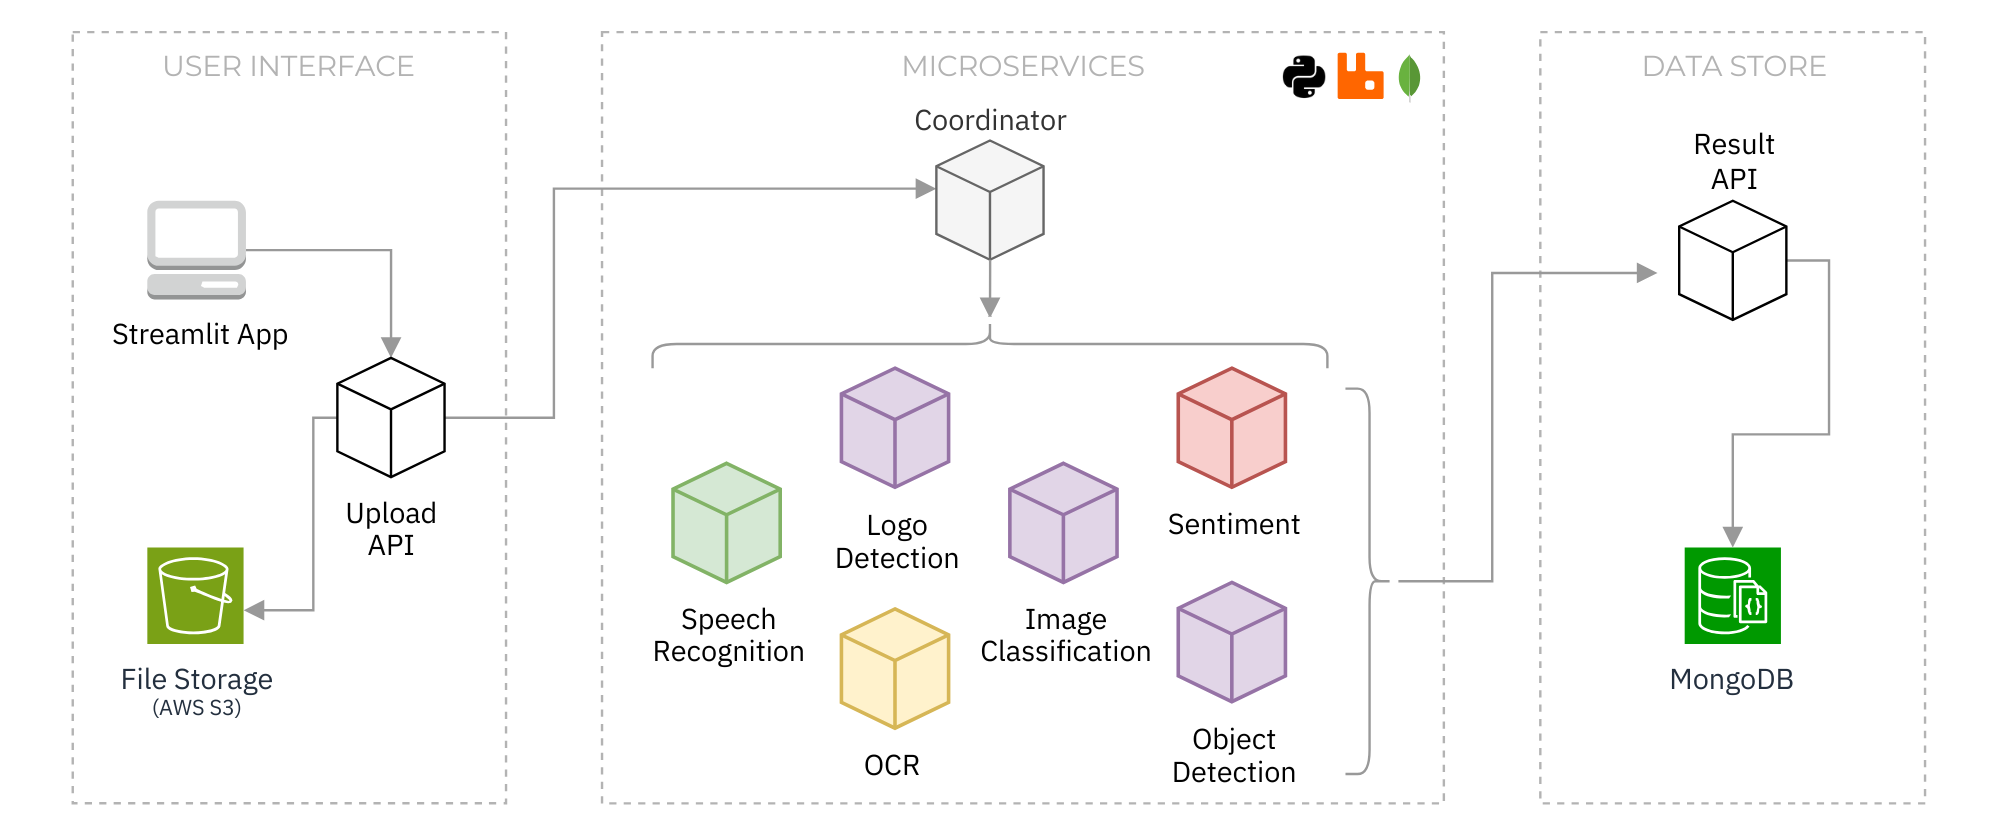 USER INTERFACE
Streamlit App
Upload
API
File Storage
(AWS S3)
MICROSERVICES
Coordinator
Logo
Detection
Sentiment
Speech
Recognition
Image
Classification
OCR
Object
Detection
DATA STORE
Result
API
MongoDB